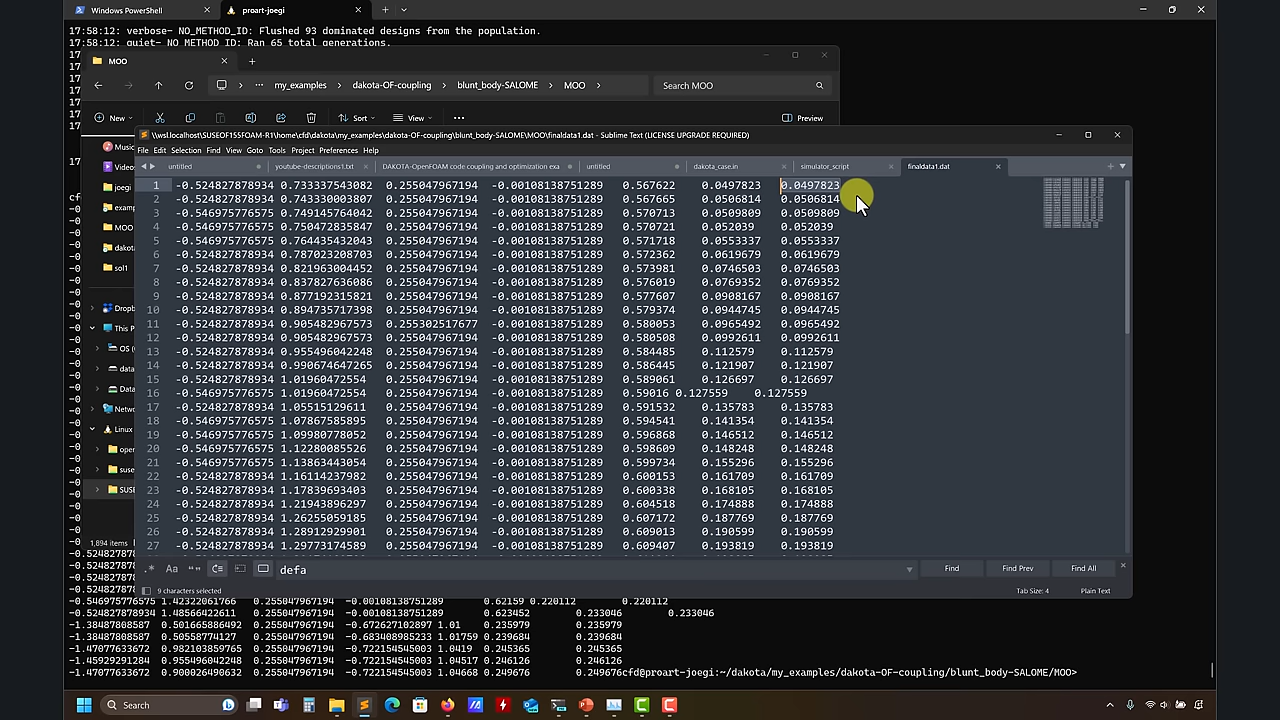 Windows PowerShell
proart-joegi
17:58:12: verbose- NO_METHOD_ID: Flushed 93 dominated designs from the population.
17:58:12: quiet- NO METHOD ID: Ran 65 total generations.
MOO
my_examples > dakota-OF-coupling > blunt_body-SALOME > MOO >
Search MOO
New
Sort
View
Preview
\\wsl.localhost\SUSEOF155FOAM-R1\home\cfd\dakota\my_examples\dakota-OF-coupling\blunt_body-SALOME\MOO\finaldata1.dat - Sublime Text (LICENSE UPGRADE REQUIRED)
File Edit Selection Find View Goto Tools Project Preferences Help
untitled
youtube-descriptions1.txt
DAKOTA-OpenFOAM code coupling and optimization exa
untitled
dakota_case.in
simulator_script
finaldata1.dat
Music
Videos
joegi
examp
MOO
dakota
sol1
Dropb
This P
OS (
data
Data
Netwo
Linux
open
suse
SUSE
1,894 items
1 -0.524827878934 0.733337543085 0.255047967194 -0.00108138751289 0.567622 0.0497823 0.0497823
2 -0.524827878934 0.743330003012 0.255047967194 -0.00108138751289 0.567665 0.0506814 0.0506814
4 -0.546975776575 0.750472831822 0.255047967194 -0.00108138751289 0.570721 0.052039 0.052039
5 -0.546975776575 0.764435432043 0.255047967194 -0.00108138751289 0.571718 0.0553337 0.0553337
6 -0.524827878934 0.787023208703 0.255047967194 -0.00108138751289 0.572362 0.0619679 0.0619679
7 -0.524827878934 0.821963004452 0.255047967194 -0.00108138751289 0.573981 0.0746503 0.0746503
8 -0.524827878934 0.837827636086 0.255047967194 -0.00108138751289 0.576019 0.0769352 0.0769352
9 -0.524827878934 0.877192315821 0.255047967194 -0.00108138751289 0.577607 0.0908167 0.0908167
10 -0.524827878934 0.894735717398 0.255047967194 -0.00108138751289 0.579374 0.0944745 0.0944745
11 -0.524827878934 0.905482967573 0.255302517677 -0.00108138751289 0.580053 0.0965492 0.0965492
12 -0.524827878934 0.905482967573 0.255047967194 -0.00108138751289 0.580508 0.0992611 0.0992611
13 -0.524827878934 0.955496042248 0.255047967194 -0.00108138751289 0.584485 0.112579 0.112579
14 -0.524827878934 0.990674647265 0.255047967194 -0.00108138751289 0.586445 0.121907 0.121907
15 -0.524827878934 1.01960472554 0.255047967194 -0.00108138751289 0.589061 0.126697 0.126697
16 -0.546975776575 1.01960472554 0.255047967194 -0.00108138751289 0.59016 0.127559 0.127559
17 -0.524827878934 1.05515129611 0.255047967194 -0.00108138751289 0.591532 0.135783 0.135783
18 -0.524827878934 1.07867585895 0.255047967194 -0.00108138751289 0.594541 0.141354 0.141354
19 -0.546975776575 1.09980778052 0.255047967194 -0.00108138751289 0.596868 0.146512 0.146512
20 -0.524827878934 1.12280085526 0.255047967194 -0.00108138751289 0.598609 0.148248 0.148248
21 -0.546975776575 1.13863443054 0.255047967194 -0.00108138751289 0.599734 0.155296 0.155296
22 -0.524827878934 1.16114237982 0.255047967194 -0.00108138751289 0.600153 0.161709 0.161709
23 -0.524827878934 1.17839693403 0.255047967194 -0.00108138751289 0.600338 0.168105 0.168105
24 -0.524827878934 1.21943896297 0.255047967194 -0.00108138751289 0.604518 0.174888 0.174888
25 -0.524827878934 1.26255059185 0.255047967194 -0.00108138751289 0.607172 0.187769 0.187769
26 -0.524827878934 1.28912929901 0.255047967194 -0.00108138751289 0.609013 0.190599 0.190599
27 -0.524827878934 1.29773174589 0.255047967194 -0.00108138751289 0.609407 0.193819 0.193819
defa
Find
Find Prev
Find All
9 characters selected
Tab Size: 4
Plain Text
-0.546975776575 1.42322061766 0.255047967194 -0.00108138751289 0.62159 0.220112 0.220112
-0.524827878934 1.48566422611 0.255047967194 -0.00108138751289 0.623452 0.233046 0.233046
-1.38487808587 0.501665886492 0.255047967194 -0.672627102897 1.01 0.235979 0.235979
-1.38487808587 0.50558774127 0.255047967194 -0.683408985233 1.01759 0.239684 0.239684
-1.47077633672 0.982103859765 0.255047967194 -0.722154545003 1.0419 0.245365 0.245365
-1.45929291284 0.955496042248 0.255047967194 -0.722154545003 1.04517 0.246126 0.246126
-1.47077633672 0.900026490632 0.255047967194 -0.722154545003 1.04668 0.249676 0.249676cfd@proart-joegi:~/dakota/my_examples/dakota-OF-coupling/blunt_body-SALOME/MOO>
Search